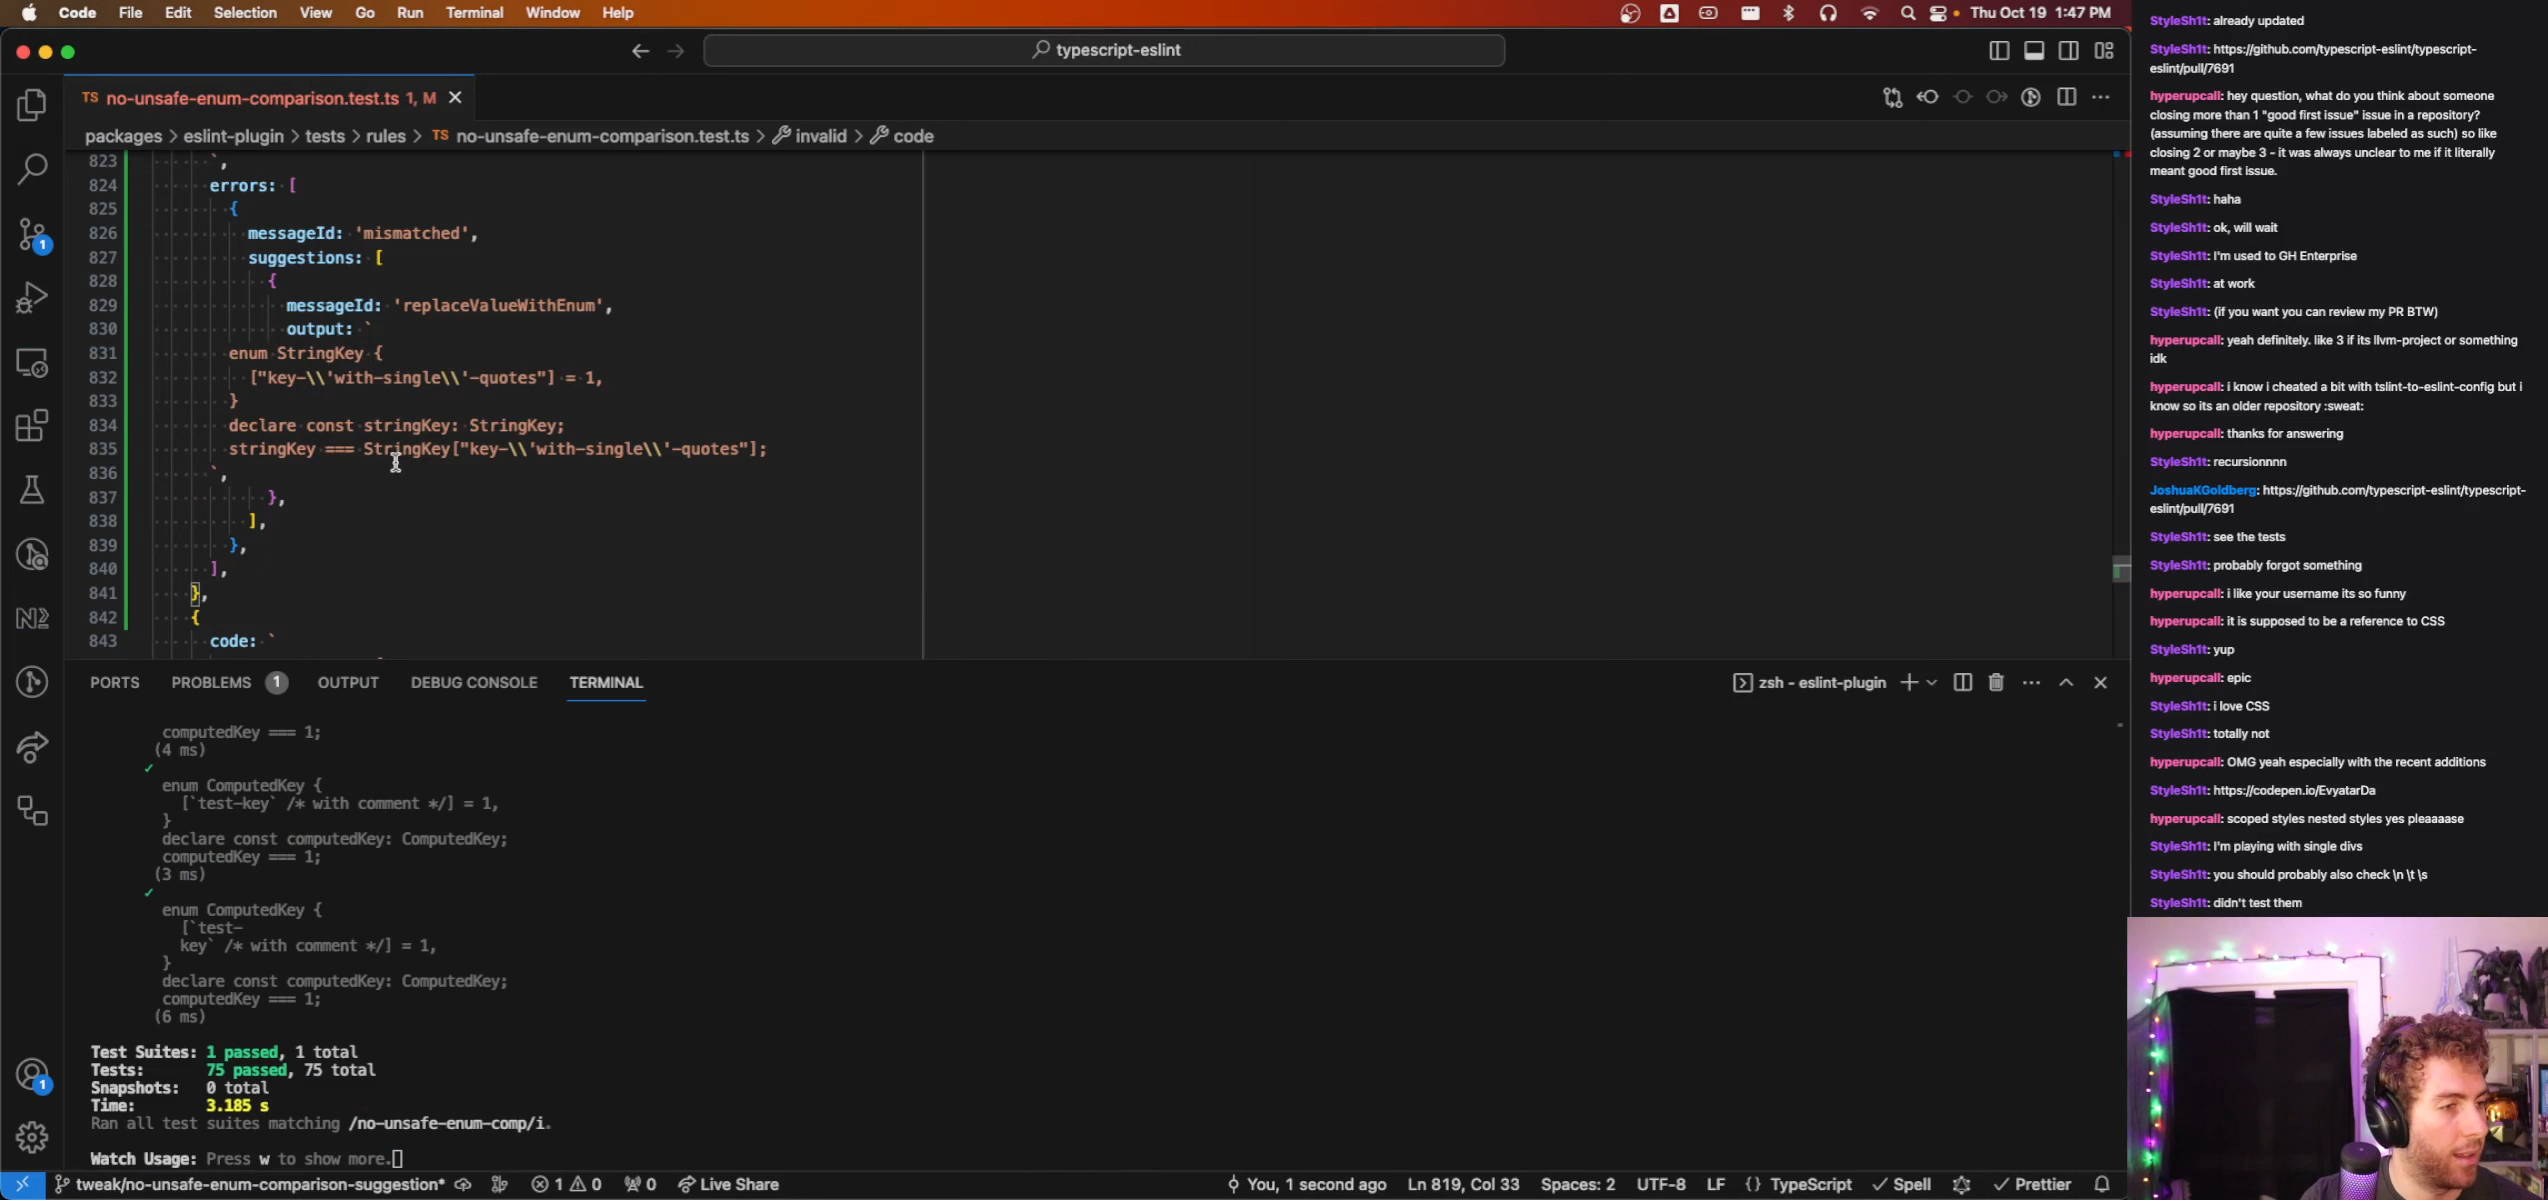 Code File Edit Selection View Go Run Terminal Window Help
Thu Oct 19 1:47 PM
typescript-eslint
TS no-unsafe-enum-comparison.test.ts 1, M
packages > eslint-plugin > tests > rules > TS no-unsafe-enum-comparison.test.ts > invalid > code
823 `,
824 errors: [
825 {
826 messageId: 'mismatched',
827 suggestions: [
828 {
829 messageId: 'replaceValueWithEnum',
830 output: `
831 enum StringKey {
832 ["key-\\'with-single\\'-quotes"] = 1,
833 }
834 declare const stringKey: StringKey;
835 stringKey === StringKey["key-\\'with-single\\'-quotes"];
836 `,
837 },
838 ],
839 },
840 ],
841 },
842 {
843 code: `
PORTS PROBLEMS 1 OUTPUT DEBUG CONSOLE TERMINAL
zsh - eslint-plugin
computedKey === 1;
(4 ms)
✓
enum ComputedKey {
[`test-key` /* with comment */] = 1,
}
declare const computedKey: ComputedKey;
computedKey === 1;
(3 ms)
✓
enum ComputedKey {
[`test-
key` /* with comment */] = 1,
}
declare const computedKey: ComputedKey;
computedKey === 1;
(6 ms)
Test Suites: 1 passed, 1 total
Tests: 75 passed, 75 total
Snapshots: 0 total
Time: 3.185 s
Ran all test suites matching /no-unsafe-enum-comp/i.
Watch Usage: Press w to show more.
tweak/no-unsafe-enum-comparison-suggestion* 1 0 0 Live Share
You, 1 second ago Ln 819, Col 33 Spaces: 2 UTF-8 LF {} TypeScript Spell Prettier
1
1
N2
StyleSh1t: already updated
StyleSh1t: https://github.com/typescript-eslint/typescript-
eslint/pull/7691
hyperupcall: hey question, what do you think about someone
closing more than 1 "good first issue" issue in a repository?
(assuming there are quite a few issues labeled as such) so like
closing 2 or maybe 3 - it was always unclear to me if it literally
meant good first issue.
StyleSh1t: haha
StyleSh1t: ok, will wait
StyleSh1t: I'm used to GH Enterprise
StyleSh1t: at work
StyleSh1t: (if you want you can review my PR BTW)
hyperupcall: yeah definitely. like 3 if its llvm-project or something
idk
hyperupcall: i know i cheated a bit with tslint-to-eslint-config but i
know so its an older repository :sweat:
hyperupcall: thanks for answering
StyleSh1t: recursionnnn
JoshuaKGoldberg: https://github.com/typescript-eslint/typescript-
eslint/pull/7691
StyleSh1t: see the tests
StyleSh1t: probably forgot something
hyperupcall: i like your username its so funny
hyperupcall: it is supposed to be a reference to CSS
StyleSh1t: yup
hyperupcall: epic
StyleSh1t: i love CSS
StyleSh1t: totally not
hyperupcall: OMG yeah especially with the recent additions
StyleSh1t: https://codepen.io/EvyatarDa
hyperupcall: scoped styles nested styles yes pleaaaase
StyleSh1t: I'm playing with single divs
StyleSh1t: you should probably also check \n \t \s
StyleSh1t: didn't test them